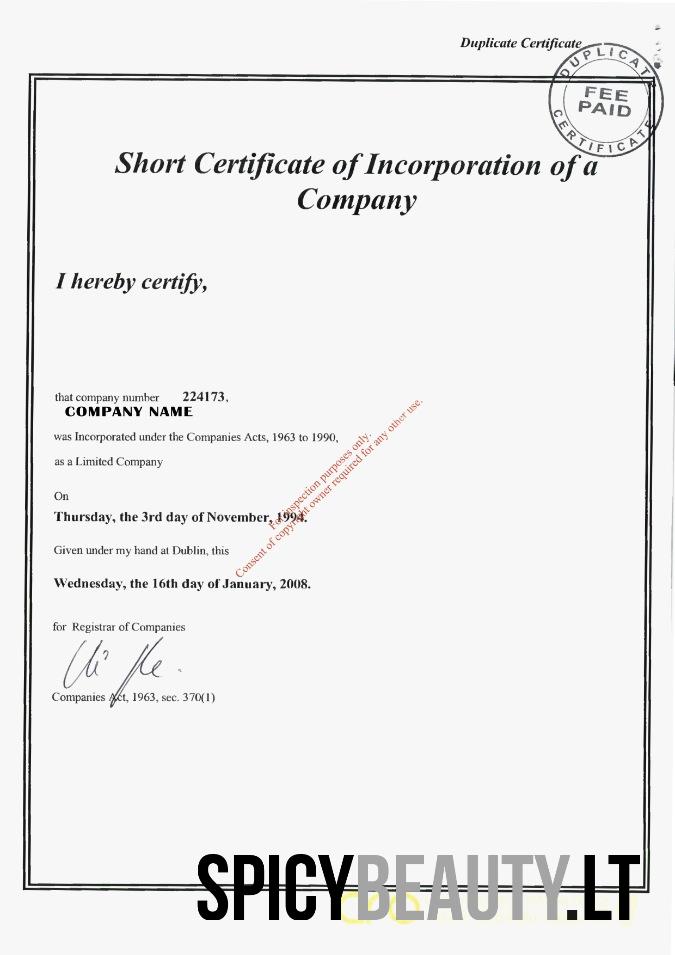 Duplicate Certificate
DUPLICATE
FEE
PAID
CERTIFICATE
Short Certificate of Incorporation of a
Company
I hereby certify,
that company number 224173,
COMPANY NAME
was Incorporated under the Companies Acts, 1963 to 1990,
as a Limited Company
On
Thursday, the 3rd day of November, 1994.
Given under my hand at Dublin, this
Wednesday, the 16th day of January, 2008.
for Registrar of Companies
Companies Act, 1963, sec. 370(1)
For inspection purposes only.
Consent of copyright owner required for any other use.
SPICYBEAUTY.LT